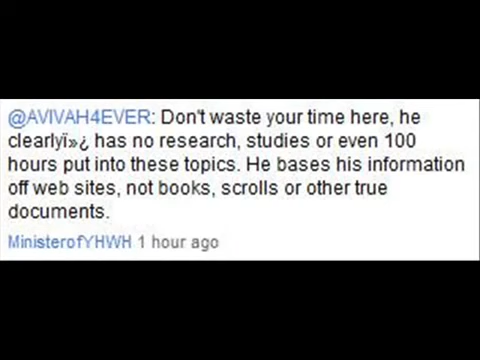 @AVIVAH4EVER: Don't waste your time here, he
clearlyï»¿ has no research, studies or even 100
hours put into these topics. He bases his information
off web sites, not books, scrolls or other true
documents.
MinisterofYHWH 1 hour ago